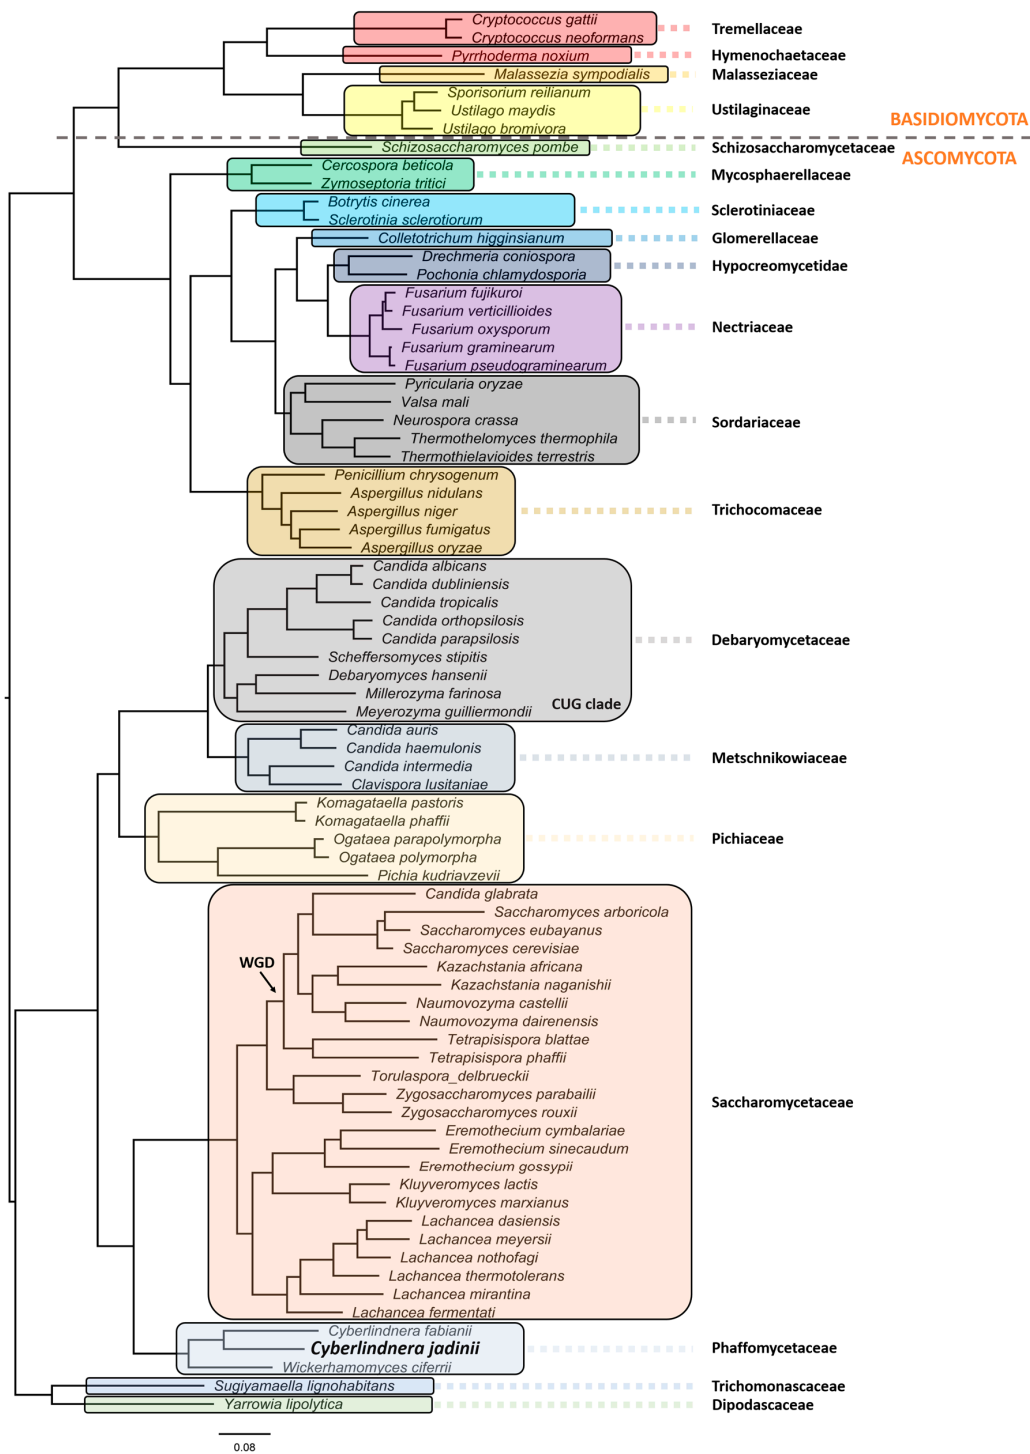 Cryptococcus gattii
Cryptococcus neoformans
Tremellaceae
Pyrrhoderma noxium
Hymenochaetaceae
Malassezia sympodialis
Malasseziaceae
Sporisorium reilianum
Ustilago maydis
Ustilaginaceae
Ustilago bromivora
BASIDIOMYCOTA
Schizosaccharomyces pombe
Schizosaccharomycetaceae
ASCOMYCOTA
Cercospora beticola
Zymoseptoria tritici
Mycosphaerellaceae
Botrytis cinerea
Sclerotinia sclerotiorum
Sclerotiniaceae
Colletotrichum higginsianum
Glomerellaceae
Drechmeria coniospora
Pochonia chlamydosporia
Hypocreomycetidae
Fusarium fujikuroi
Fusarium verticillioides
Fusarium oxysporum
Nectriaceae
Fusarium graminearum
Fusarium pseudograminearum
Pyricularia oryzae
Valsa mali
Neurospora crassa
Sordariaceae
Thermothelomyces thermophila
Thermothielavioides terrestris
Penicillium chrysogenum
Aspergillus nidulans
Aspergillus niger
Trichocomaceae
Aspergillus fumigatus
Aspergillus oryzae
Candida albicans
Candida dubliniensis
Candida tropicalis
Candida orthopsilosis
Candida parapsilosis
Debaryomycetaceae
Scheffersomyces stipitis
Debaryomyces hansenii
Millerozyma farinosa
Meyerozyma guilliermondii
CUG clade
Candida auris
Candida haemulonis
Metschnikowiaceae
Candida intermedia
Clavispora lusitaniae
Komagataella pastoris
Komagataella phaffii
Ogataea parapolymorpha
Pichiaceae
Ogataea polymorpha
Pichia kudriavzevii
Candida glabrata
Saccharomyces arboricola
Saccharomyces eubayanus
Saccharomyces cerevisiae
WGD
Kazachstania africana
Kazachstania naganishii
Naumovozyma castellii
Naumovozyma dairenensis
Tetrapisispora blattae
Tetrapisispora phaffii
Torulaspora_delbrueckii
Zygosaccharomyces parabailii
Saccharomycetaceae
Zygosaccharomyces rouxii
Eremothecium cymbalariae
Eremothecium sinecaudum
Eremothecium gossypii
Kluyveromyces lactis
Kluyveromyces marxianus
Lachancea dasiensis
Lachancea meyersii
Lachancea nothofagi
Lachancea thermotolerans
Lachancea mirantina
Lachancea fermentati
Cyberlindnera fabianii
Cyberlindnera jadinii
Phaffomycetaceae
Wickerhamomyces ciferrii
Sugiyamaella lignohabitans
Trichomonascaceae
Yarrowia lipolytica
Dipodascaceae
0.08